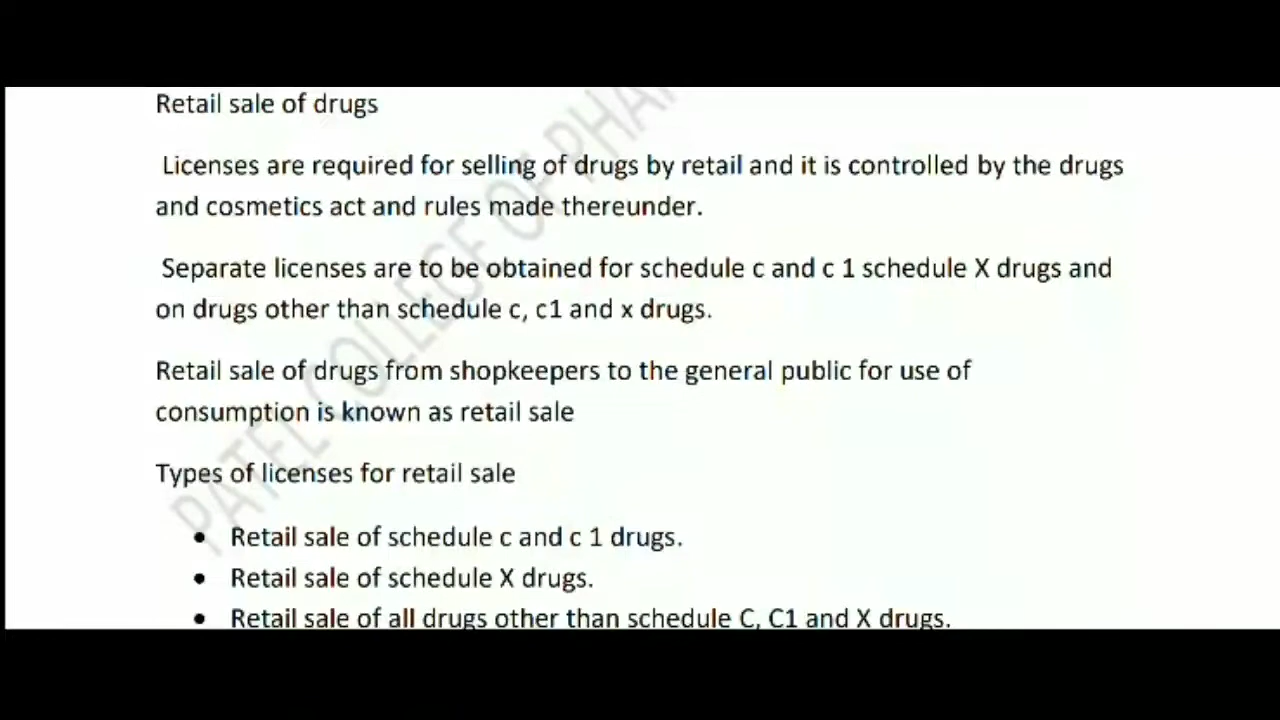 Retail sale of drugs
Licenses are required for selling of drugs by retail and it is controlled by the drugs
and cosmetics act and rules made thereunder.
Separate licenses are to be obtained for schedule c and c 1 schedule X drugs and
on drugs other than schedule c, c1 and x drugs.
Retail sale of drugs from shopkeepers to the general public for use of
consumption is known as retail sale
Types of licenses for retail sale
• Retail sale of schedule c and c 1 drugs.
• Retail sale of schedule X drugs.
• Retail sale of all drugs other than schedule C, C1 and X drugs.
PATEL COLLEGE OF PHA